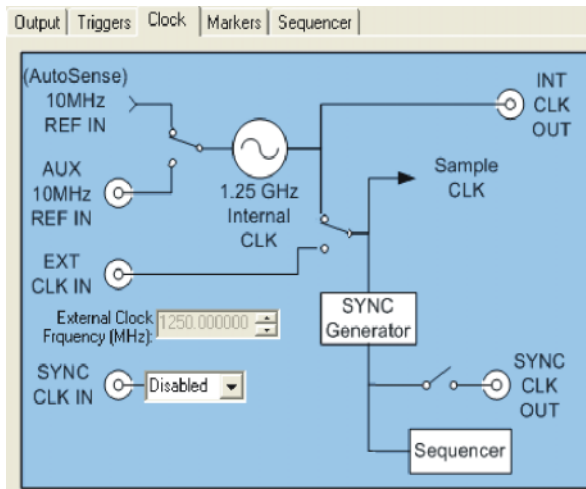 Output Triggers Clock Markers Sequencer
(AutoSense)
10MHz
REF IN
INT
CLK
OUT
AUX
10MHz
REF IN
1.25 GHz
Internal
CLK
Sample
CLK
EXT
CLK IN
External Clock
Frquency (MHz):
1250.000000
SYNC
Generator
SYNC
CLK IN
Disabled
SYNC
CLK
OUT
Sequencer